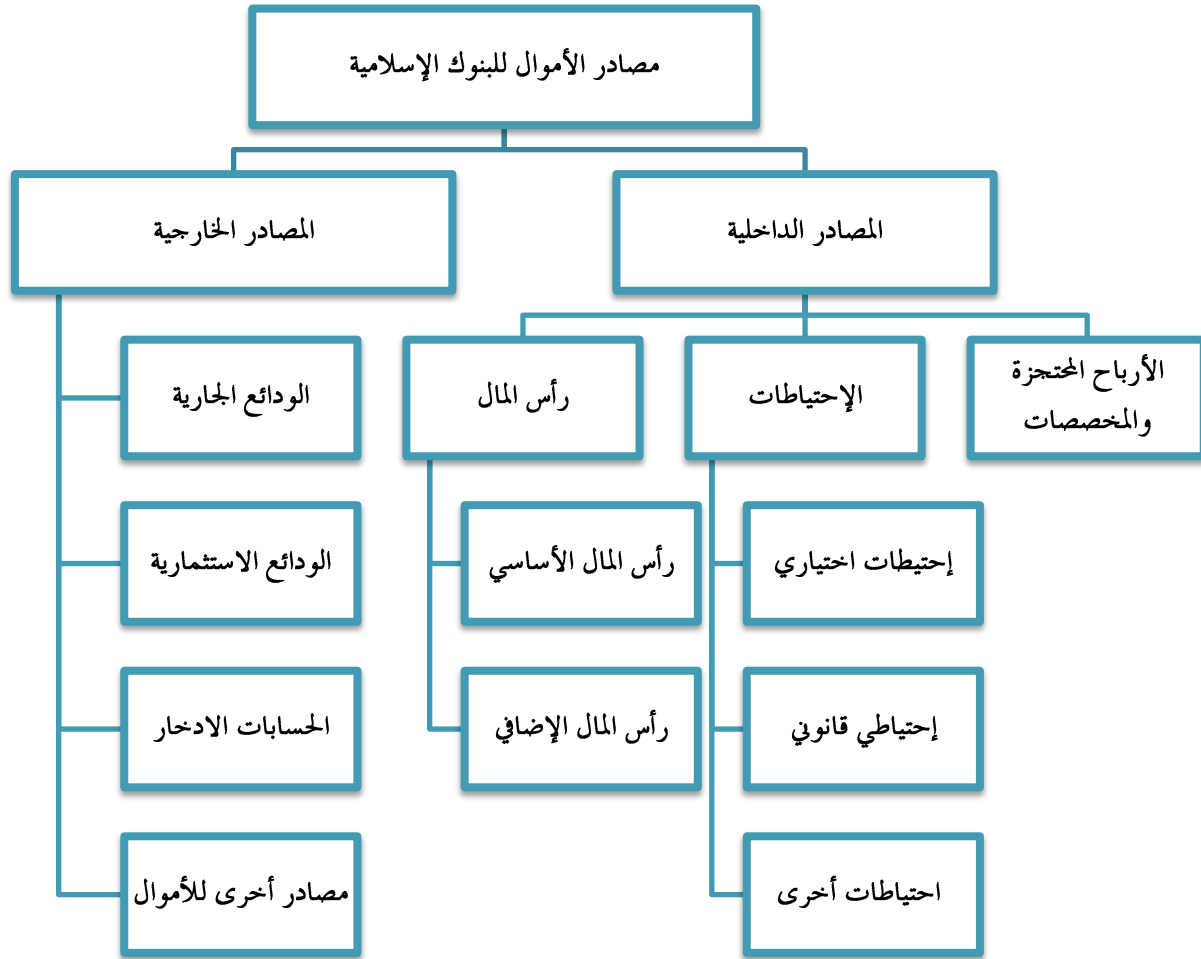 مصادر الأموال للبنوك الإسلامية
المصادر الداخلية
المصادر الخارجية
الأرباح المحتجزة
والمخصصات
الإحتياطات
رأس المال
الودائع الجارية
إحتيطات اختياري
رأس المال الأساسي
الودائع الاستثمارية
إحتياطي قانوني
رأس المال الإضافي
الحسابات الادخار
احتياطات أخرى
مصادر أخرى للأموال